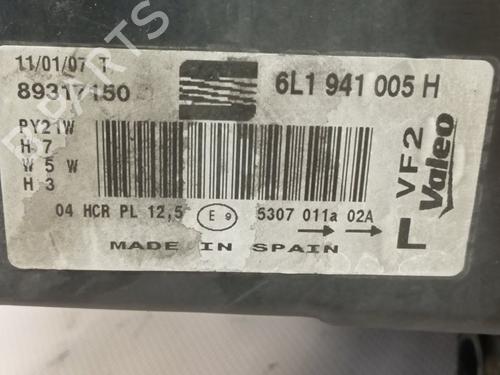 11/01/07 T
89317150
6L1 941 005 H
PY21W
H 7
W 5 W
H 3
04 HCR PL 12,5
E 9
5307 011a 02A
MADE IN SPAIN
L
VF2
Valeo
PARTS